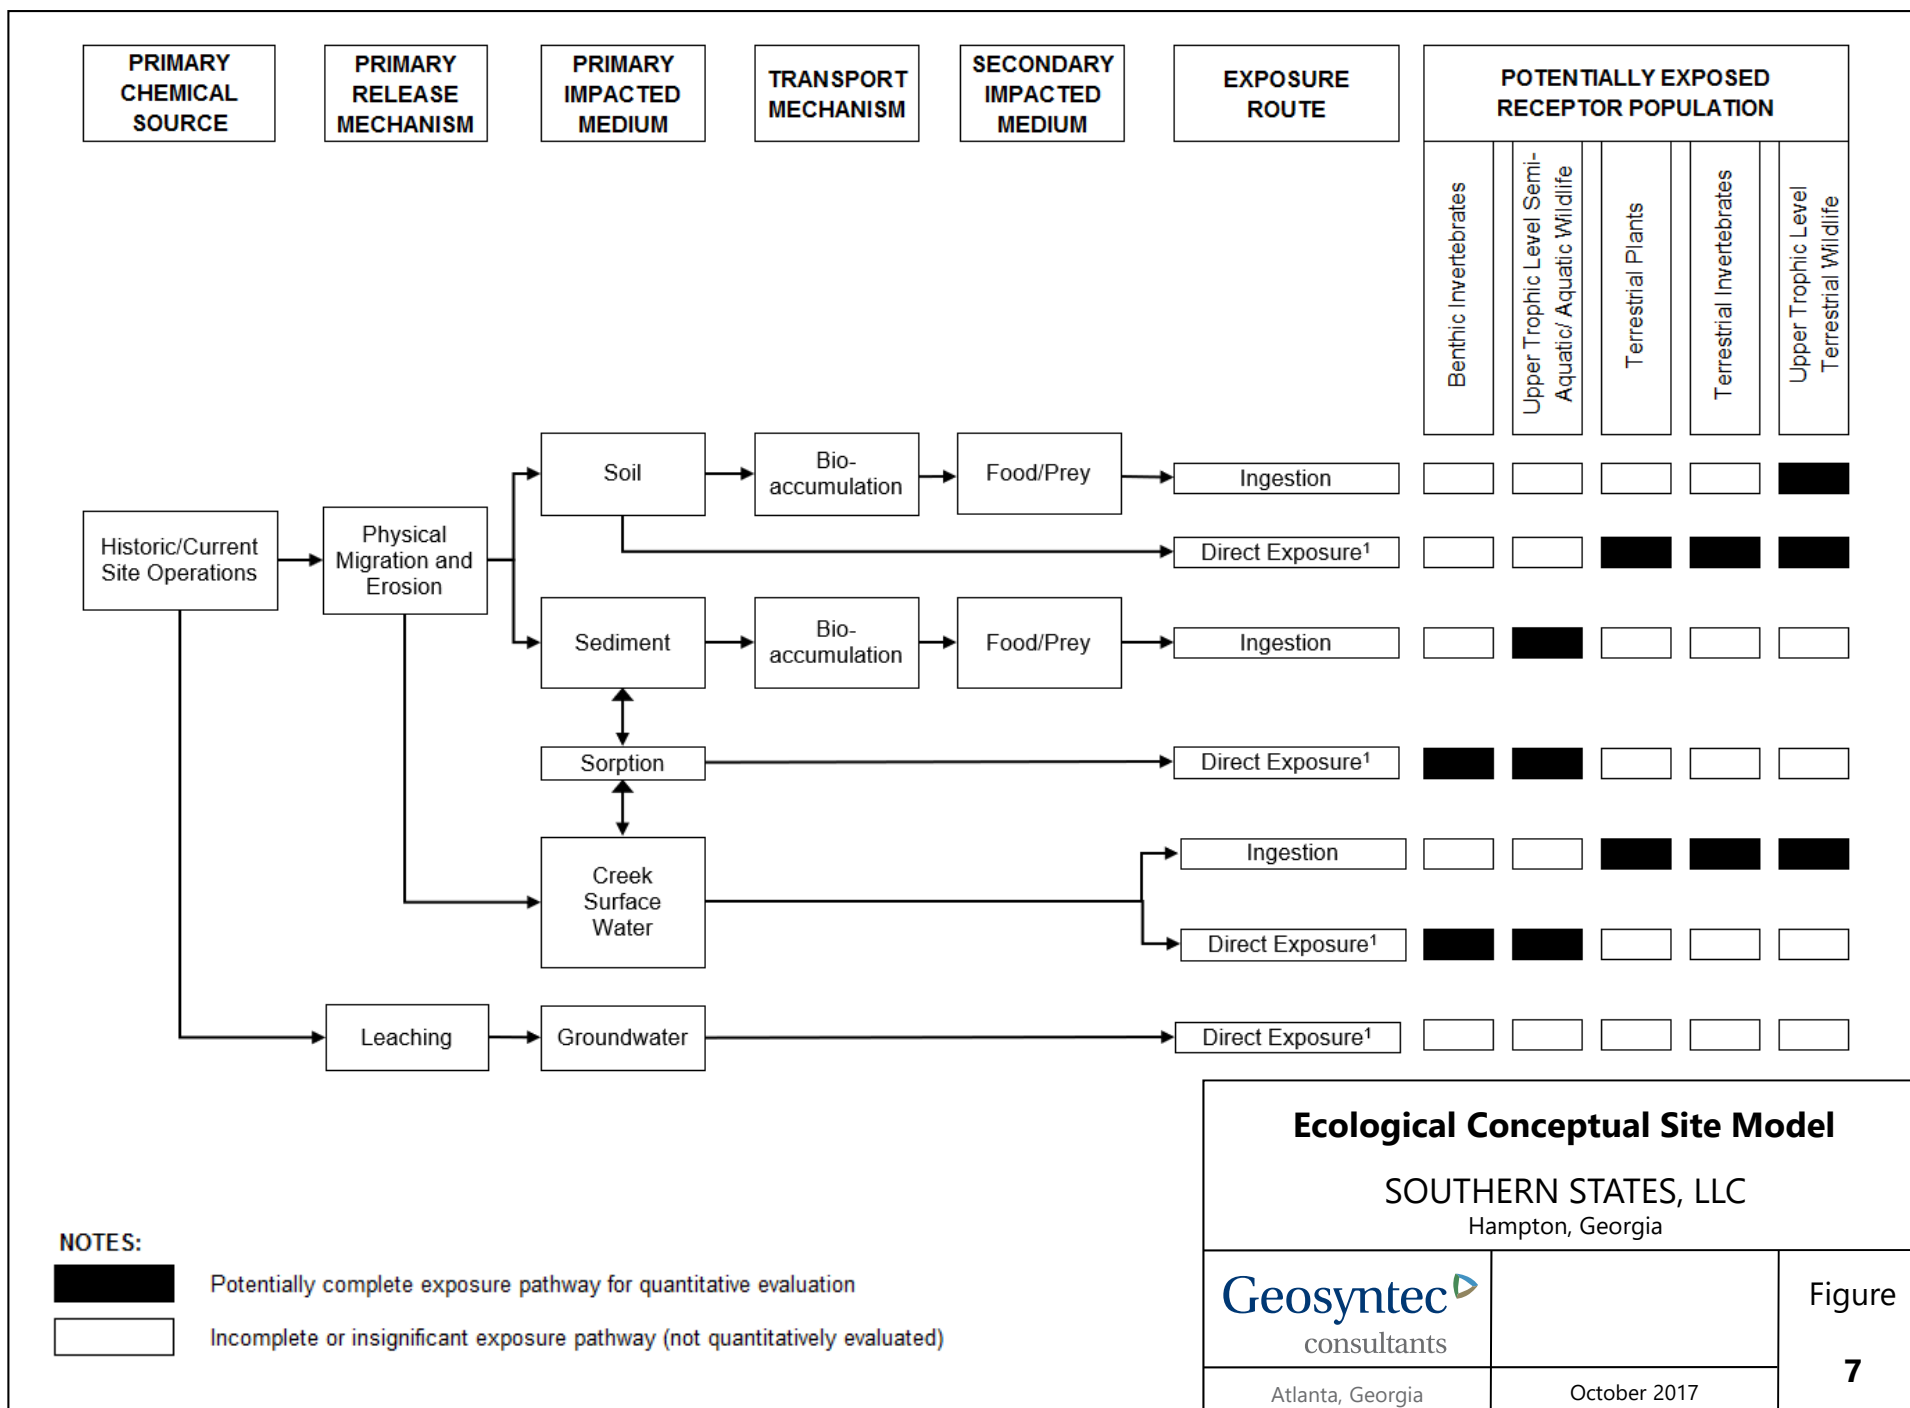 PRIMARY
CHEMICAL
SOURCE
PRIMARY
RELEASE
MECHANISM
PRIMARY
IMPACTED
MEDIUM
TRANSPORT
MECHANISM
SECONDARY
IMPACTED
MEDIUM
EXPOSURE
ROUTE
POTENTIALLY EXPOSED
RECEPTOR POPULATION
Benthic Invertebrates
Upper Trophic Level Semi-
Aquatic/ Aquatic Wildlife
Terrestrial Plants
Terrestrial Invertebrates
Upper Trophic Level
Terrestrial Wildlife
Soil
Bio-
accumulation
Food/Prey
Ingestion
Historic/Current
Site Operations
Physical
Migration and
Erosion
Direct Exposure¹
Sediment
Bio-
accumulation
Food/Prey
Ingestion
Sorption
Direct Exposure¹
Creek
Surface
Water
Ingestion
Direct Exposure¹
Leaching
Groundwater
Direct Exposure¹
Ecological Conceptual Site Model
SOUTHERN STATES, LLC
Hampton, Georgia
NOTES:
Potentially complete exposure pathway for quantitative evaluation
Incomplete or insignificant exposure pathway (not quantitatively evaluated)
Geosyntec
consultants
Atlanta, Georgia
October 2017
Figure
7